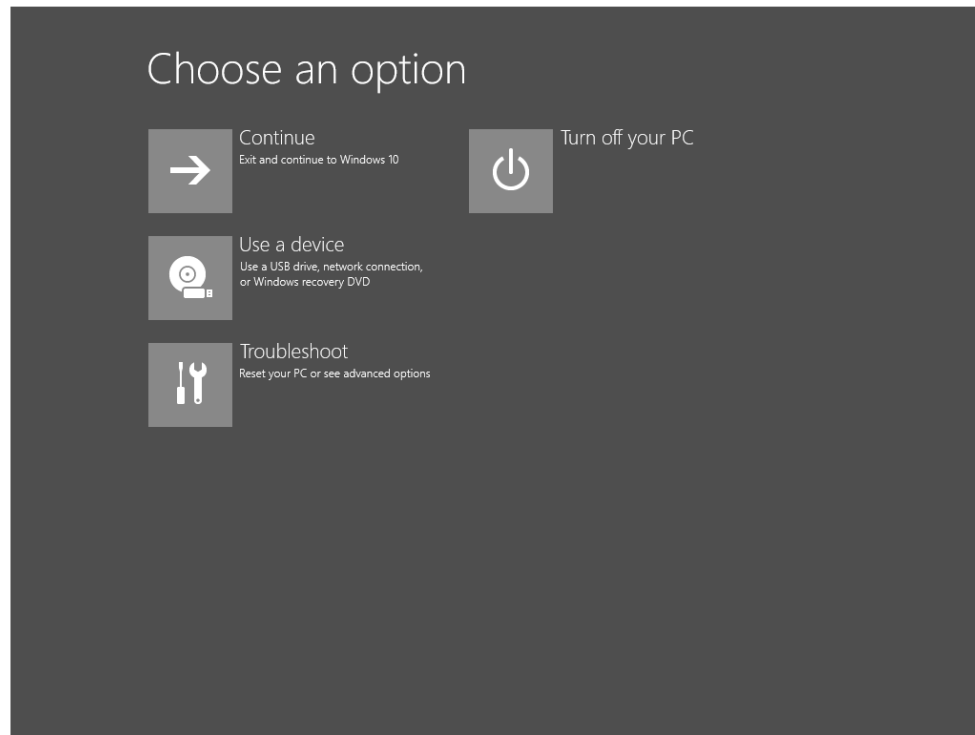 Choose an option
Continue
Exit and continue to Windows 10
Use a device
Use a USB drive, network connection,
or Windows recovery DVD
Troubleshoot
Reset your PC or see advanced options
Turn off your PC